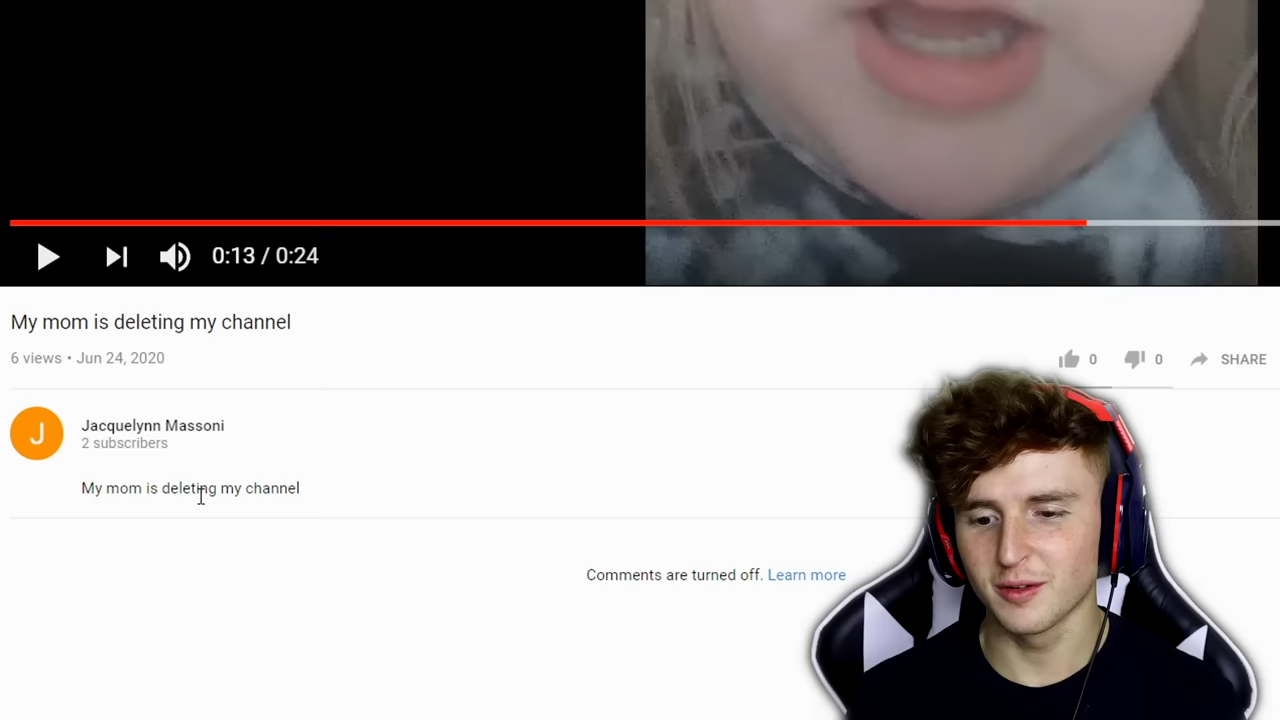 0:13 / 0:24
My mom is deleting my channel
6 views • Jun 24, 2020
0
0
SHARE
J
Jacquelynn Massoni
2 subscribers
My mom is deleting my channel
Comments are turned off. Learn more